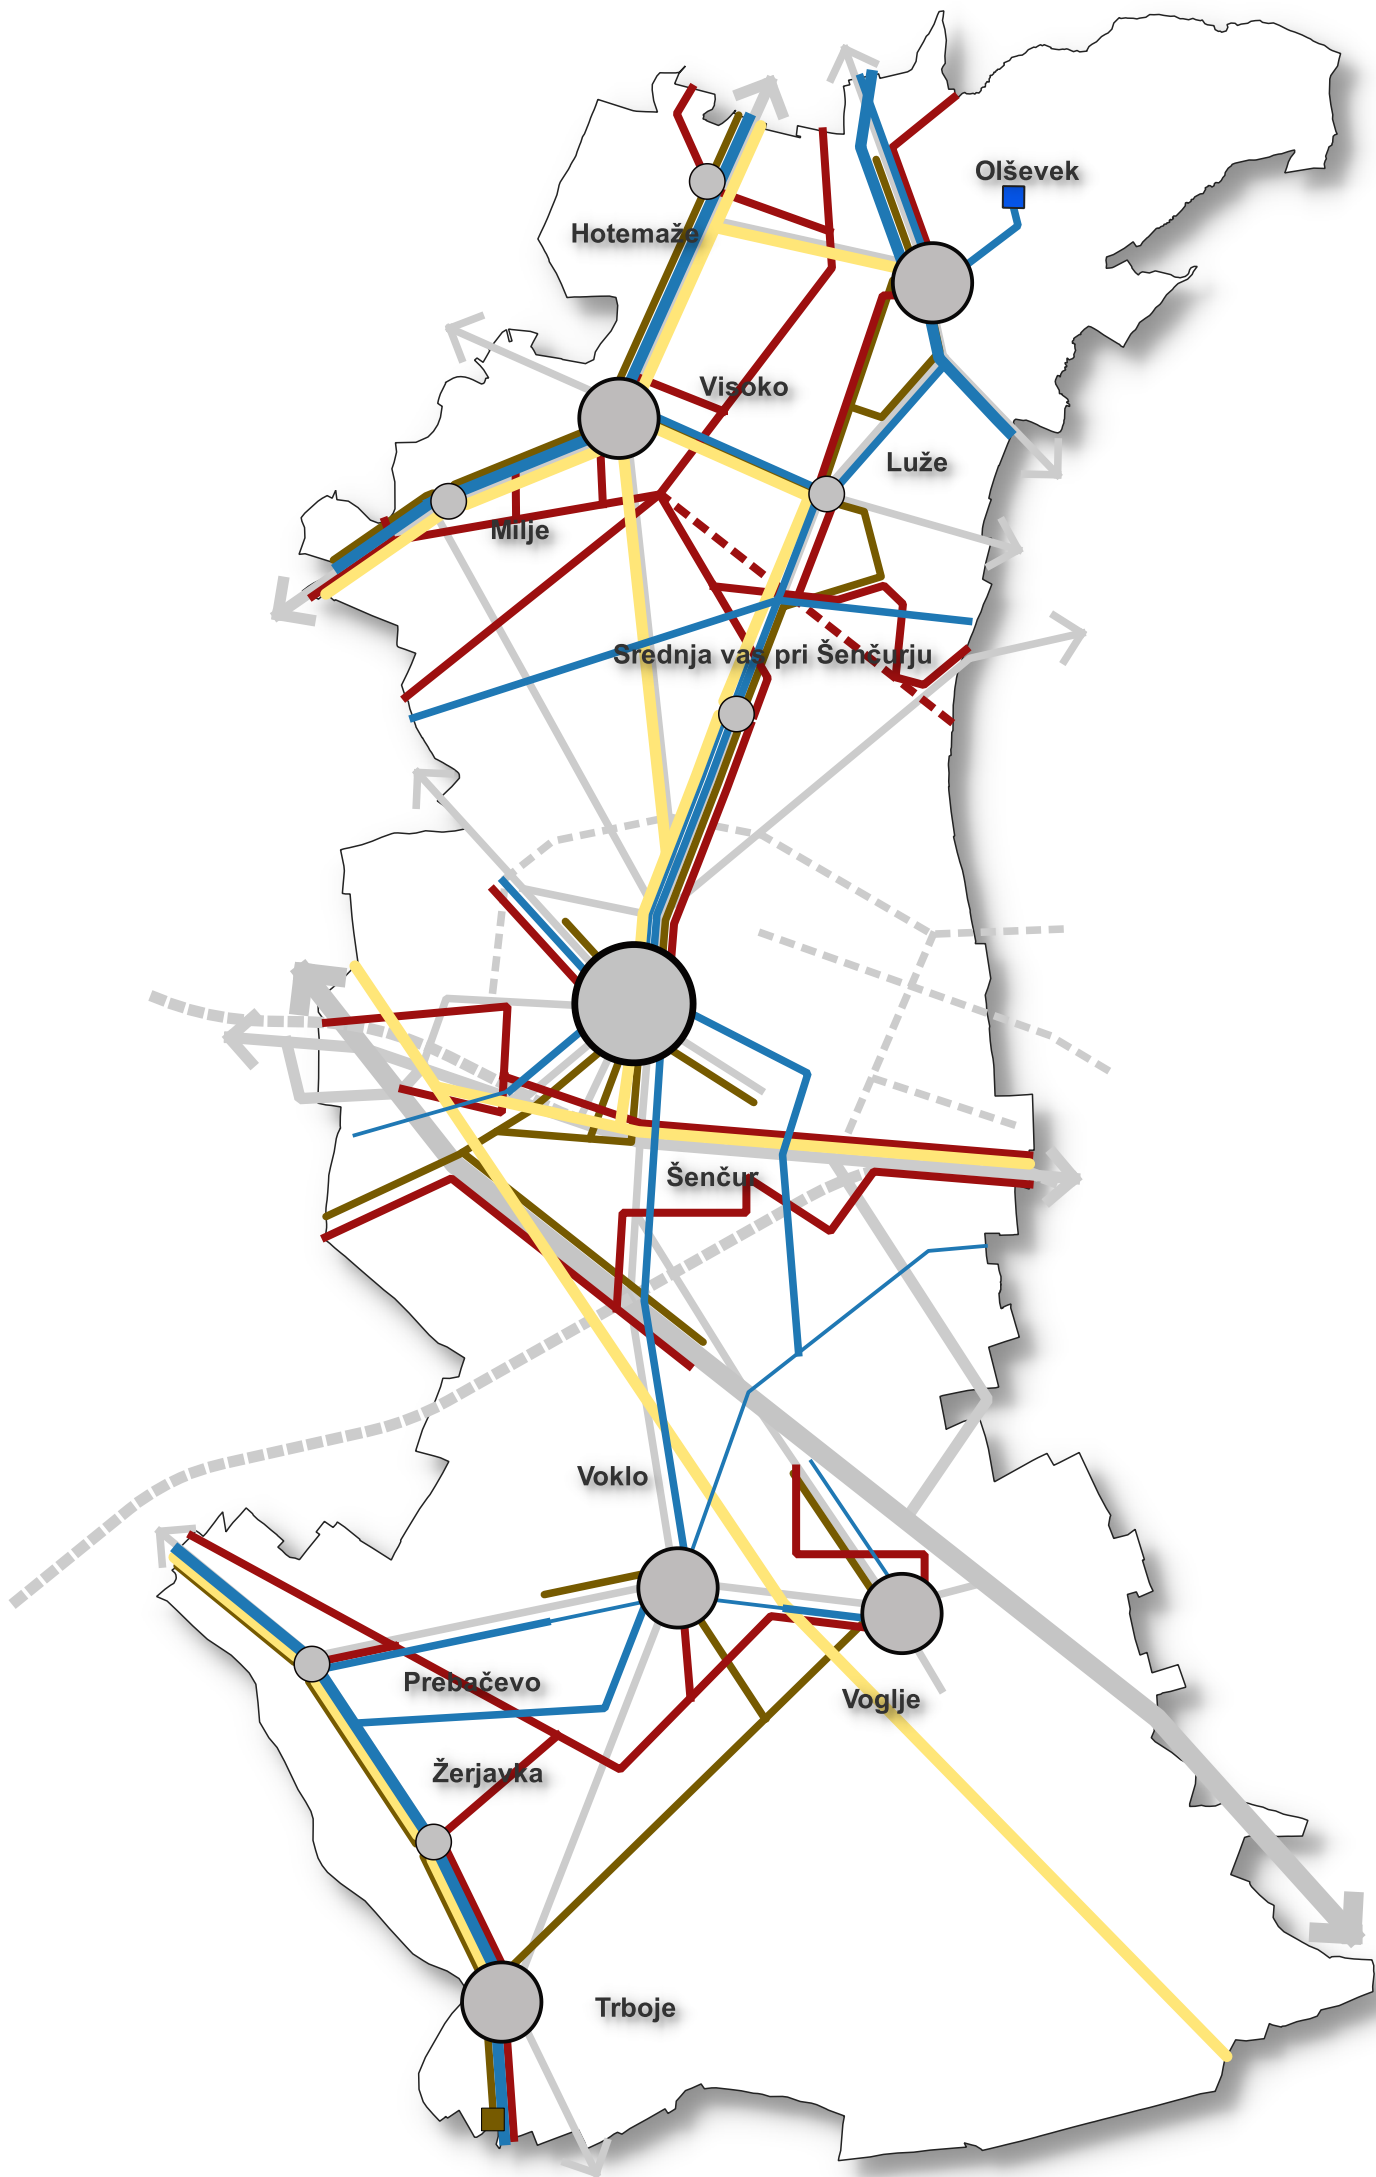 Olševek
Hotemaže
Visoko
Luže
Milje
Srednja vas pri Šenčurju
Šenčur
Voklo
Prebačevo
Voglje
Žerjavka
Trboje